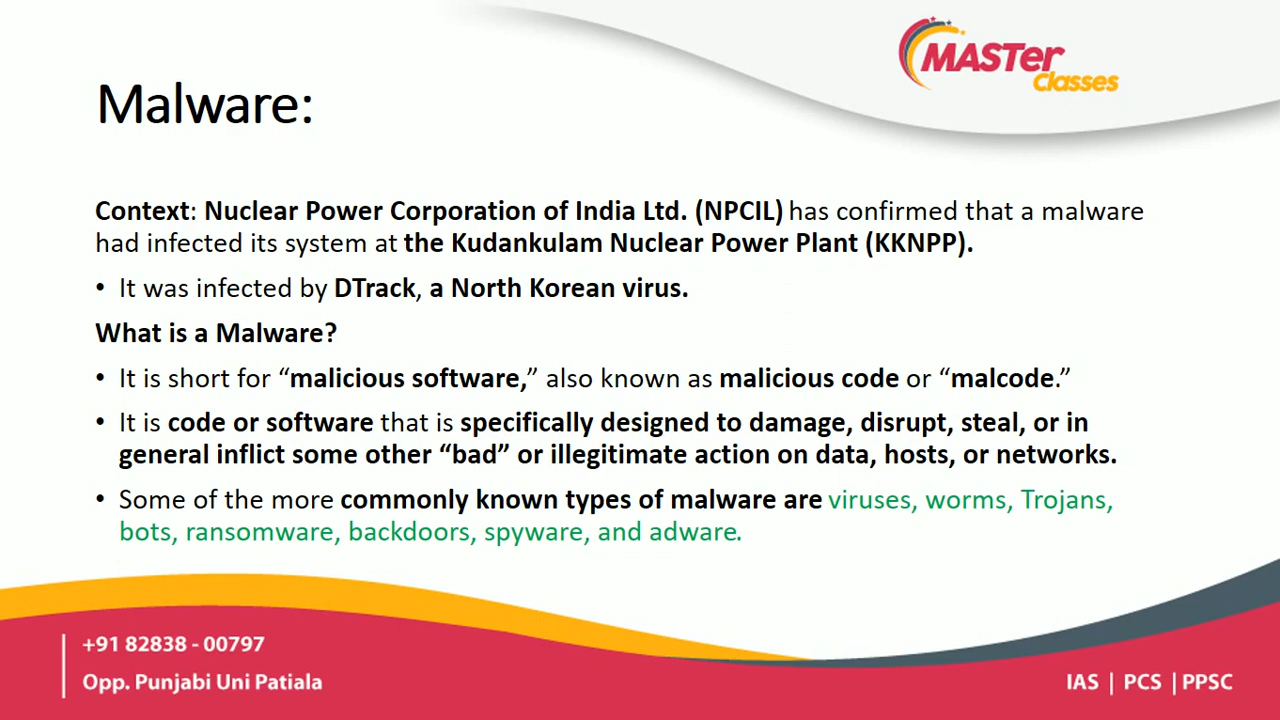 MASTer
Classes
Malware:
Context: Nuclear Power Corporation of India Ltd. (NPCIL) has confirmed that a malware
had infected its system at the Kudankulam Nuclear Power Plant (KKNPP).
• It was infected by DTrack, a North Korean virus.
What is a Malware?
• It is short for “malicious software,” also known as malicious code or “malcode.”
• It is code or software that is specifically designed to damage, disrupt, steal, or in
general inflict some other “bad” or illegitimate action on data, hosts, or networks.
• Some of the more commonly known types of malware are viruses, worms, Trojans,
bots, ransomware, backdoors, spyware, and adware.
+91 82838 - 00797
Opp. Punjabi Uni Patiala
IAS | PCS | PPSC